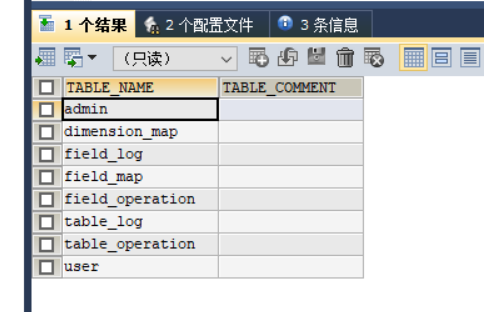 1 个结果 2 个配置文件 3 条信息
(只读)
TABLE_NAME TABLE_COMMENT
admin
dimension_map
field_log
field_map
field_operation
table_log
table_operation
user